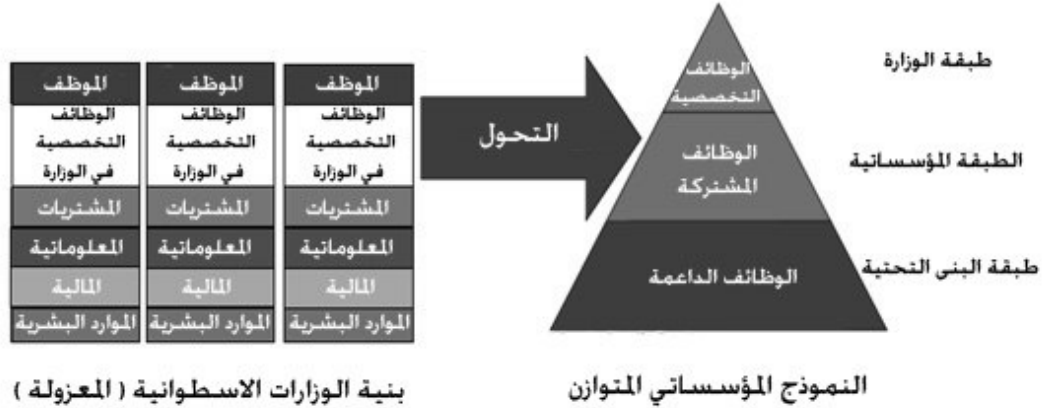 طبقة الوزارة
الوظائف
التخصصية
الطبقة المؤسساتية
الوظائف
المشتركة
طبقة البنى التحتية
الوظائف الداعمة
النموذج المؤسساتي المتوازن
التحول
الموظف
الوظائف
التخصصية
في الوزارة
المشتريات
المعلوماتية
المالية
الموارد البشرية
الموظف
الوظائف
التخصصية
في الوزارة
المشتريات
المعلوماتية
المالية
الموارد البشرية
الموظف
الوظائف
التخصصية
في الوزارة
المشتريات
المعلوماتية
المالية
الموارد البشرية
بنية الوزارات الاسطوانية ( المعزولة )